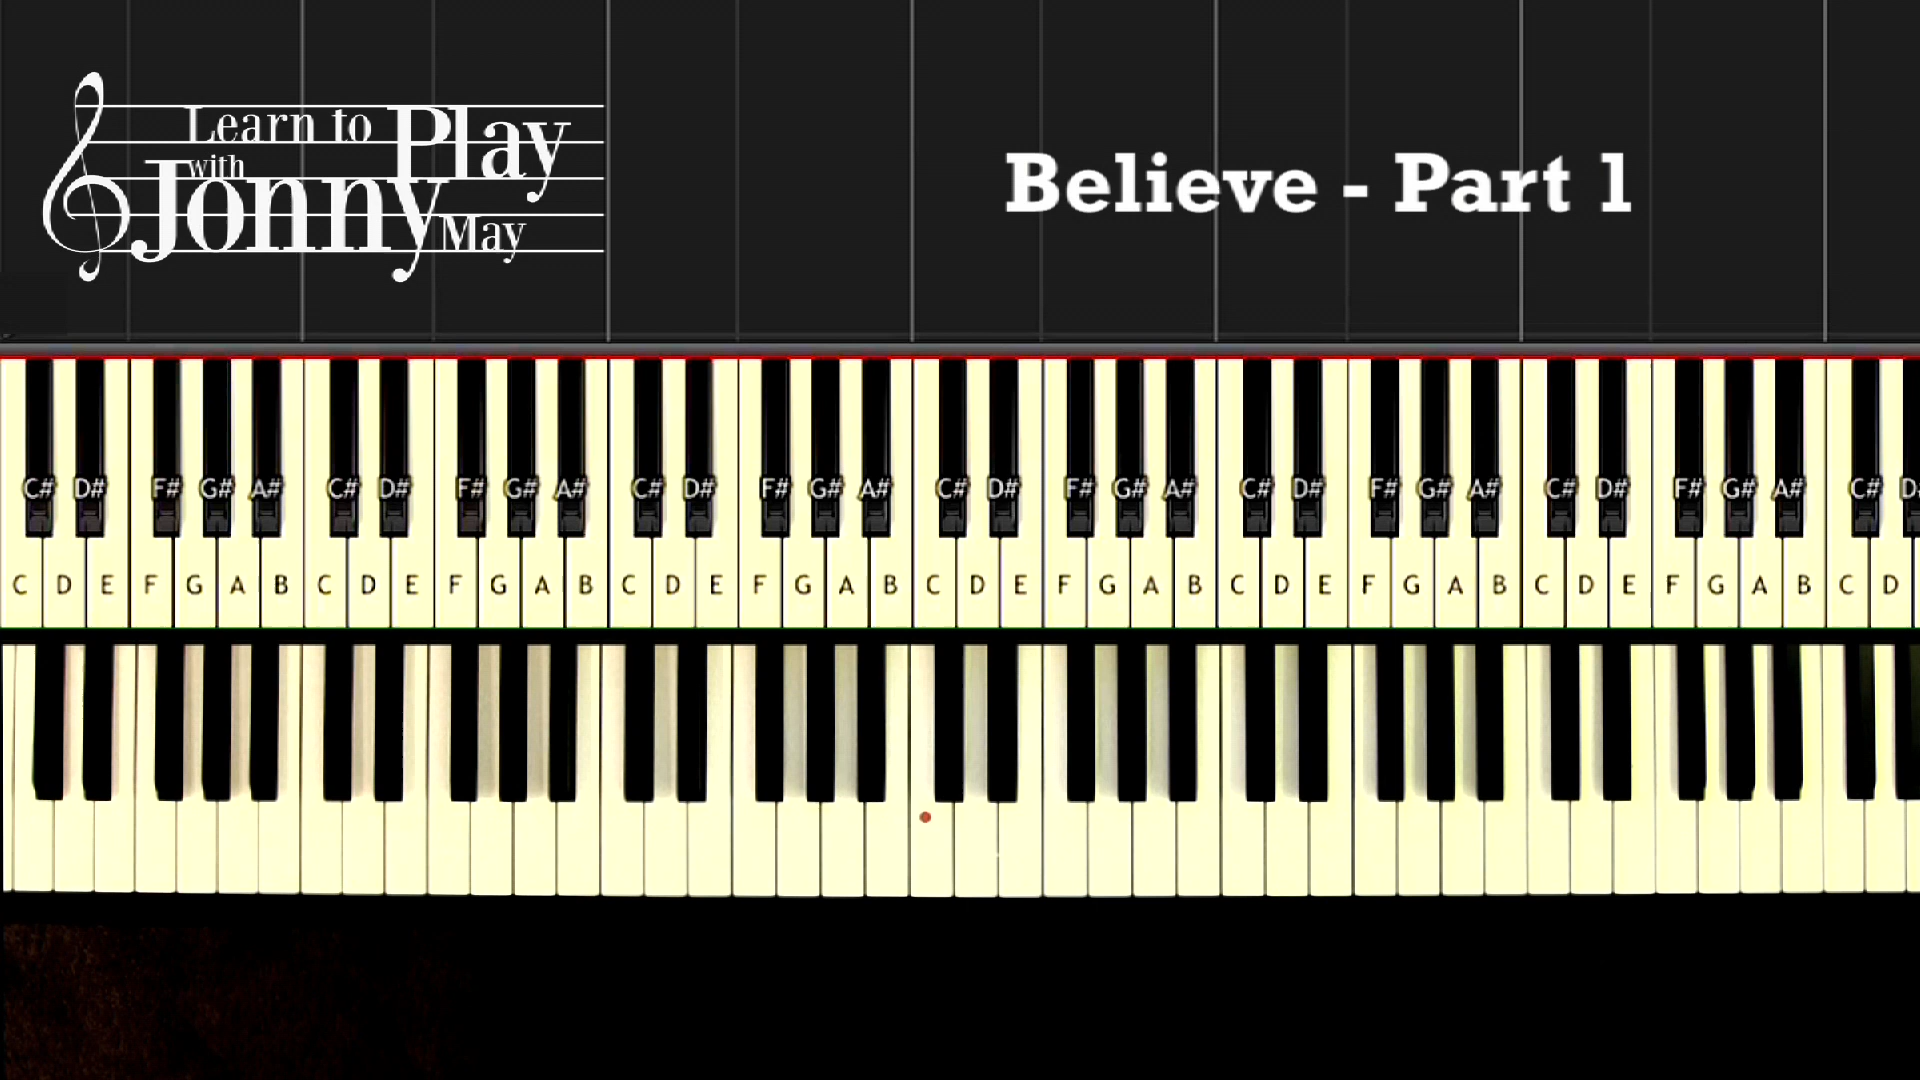 Learn to Play
with
Jonny May
Believe - Part 1
C# D# F# G# A# C# D# F# G# A# C# D# F# G# A# C# D# F# G# A# C# D# F# G# A# C# D# F# G# A# C# D
C D E F G A B C D E F G A B C D E F G A B C D E F G A B C D E F G A B C D E F G A B C D